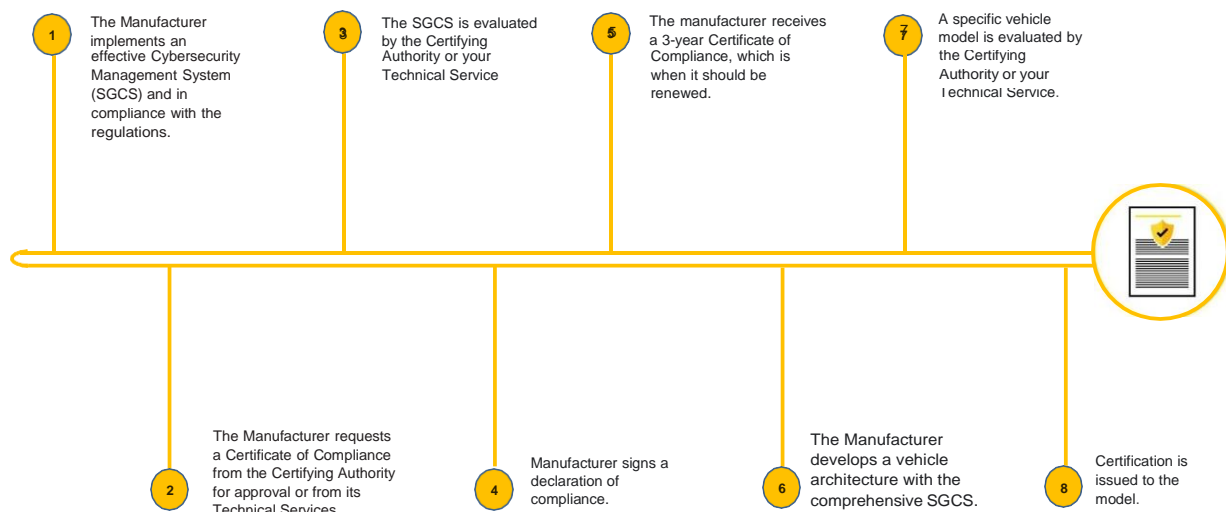 1
The Manufacturer
implements an
effective Cybersecurity
Management System
(SGCS) and in
compliance with the
regulations.
2
The Manufacturer requests
a Certificate of Compliance
from the Certifying Authority
for approval or from its
Technical Services
3
The SGCS is evaluated
by the Certifying
Authority or your
Technical Service
4
Manufacturer signs a
declaration of
compliance.
5
The manufacturer receives
a 3-year Certificate of
Compliance, which is
when it should be
renewed.
6
The Manufacturer
develops a vehicle
architecture with the
comprehensive SGCS.
7
A specific vehicle
model is evaluated by
the Certifying
Authority or your
Technical Service.
8
Certification is
issued to the
model.